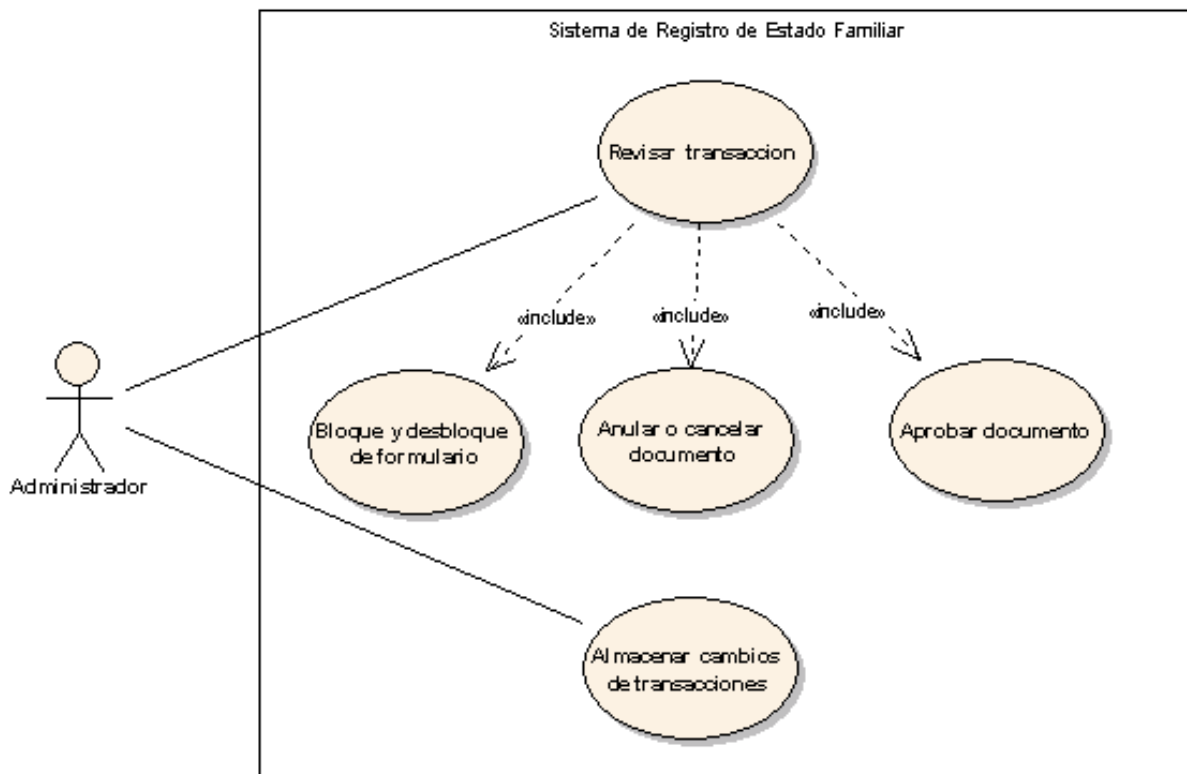 Sistema de Registro de Estado Familiar
Revisar transaccion
«include»
«include»
«include»
Bloque y desbloque
de formulario
Anular o cancelar
documento
Aprobar documento
Administrador
Almacenar cambios
de transacciones